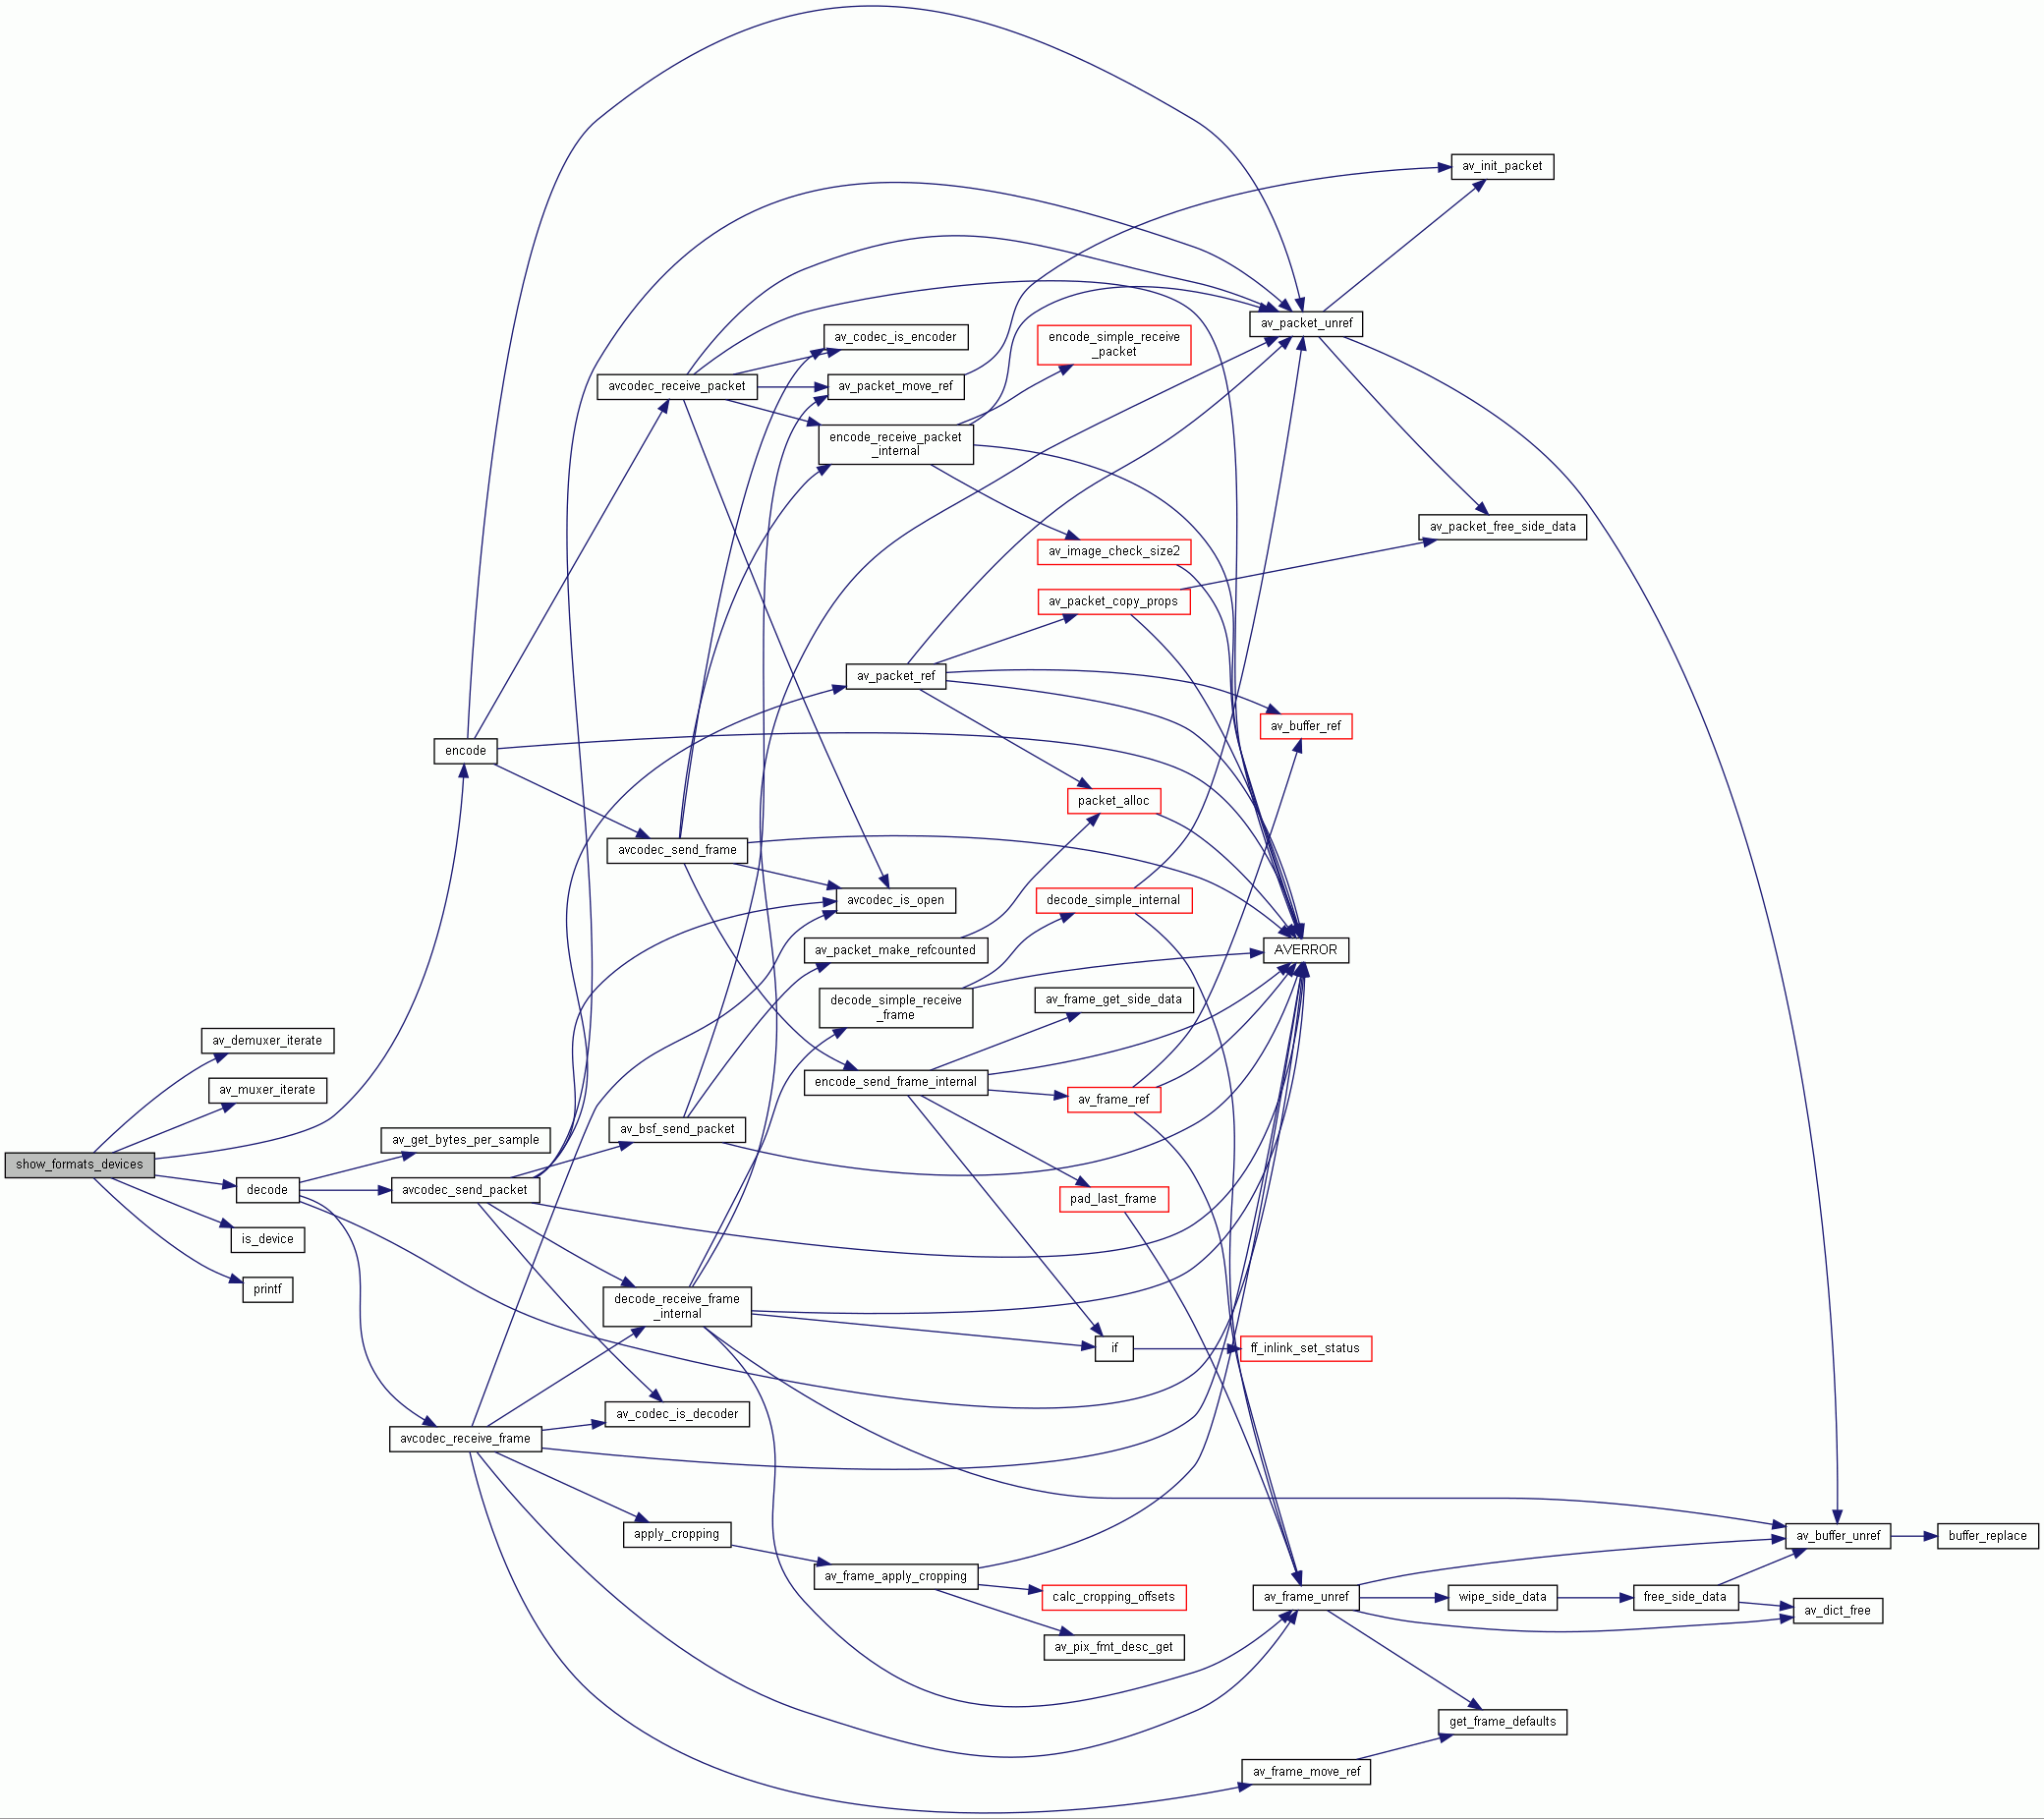 av_init_packet
av_packet_unref
av_codec_is_encoder
encode_simple_receive
_packet
avcodec_receive_packet
av_packet_move_ref
encode_receive_packet
_internal
av_packet_free_side_data
av_image_check_size2
av_packet_copy_props
av_packet_ref
av_buffer_ref
encode
packet_alloc
avcodec_send_frame
avcodec_is_open
decode_simple_internal
av_packet_make_refcounted
AVERROR
decode_simple_receive
_frame
av_frame_get_side_data
av_demuxer_iterate
encode_send_frame_internal
av_muxer_iterate
av_frame_ref
av_bsf_send_packet
av_get_bytes_per_sample
show_formats_devices
decode
avcodec_send_packet
pad_last_frame
is_device
printf
decode_receive_frame
_internal
if
ff_inlink_set_status
av_codec_is_decoder
avcodec_receive_frame
apply_cropping
av_buffer_unref
buffer_replace
av_frame_apply_cropping
calc_cropping_offsets
av_frame_unref
wipe_side_data
free_side_data
av_dict_free
av_pix_fmt_desc_get
get_frame_defaults
av_frame_move_ref